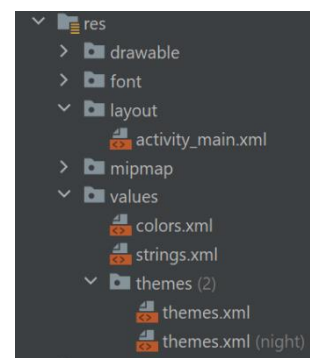 res
drawable
font
layout
activity_main.xml
mipmap
values
colors.xml
strings.xml
themes (2)
themes.xml
themes.xml (night)